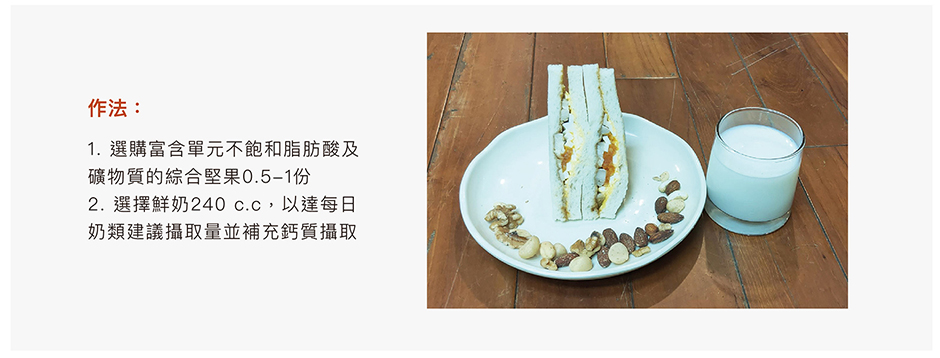 作法：
1. 選購富含單元不飽和脂肪酸及
礦物質的綜合堅果0.5–1份
2. 選擇鮮奶240 c.c，以達每日
奶類建議攝取量並補充鈣質攝取